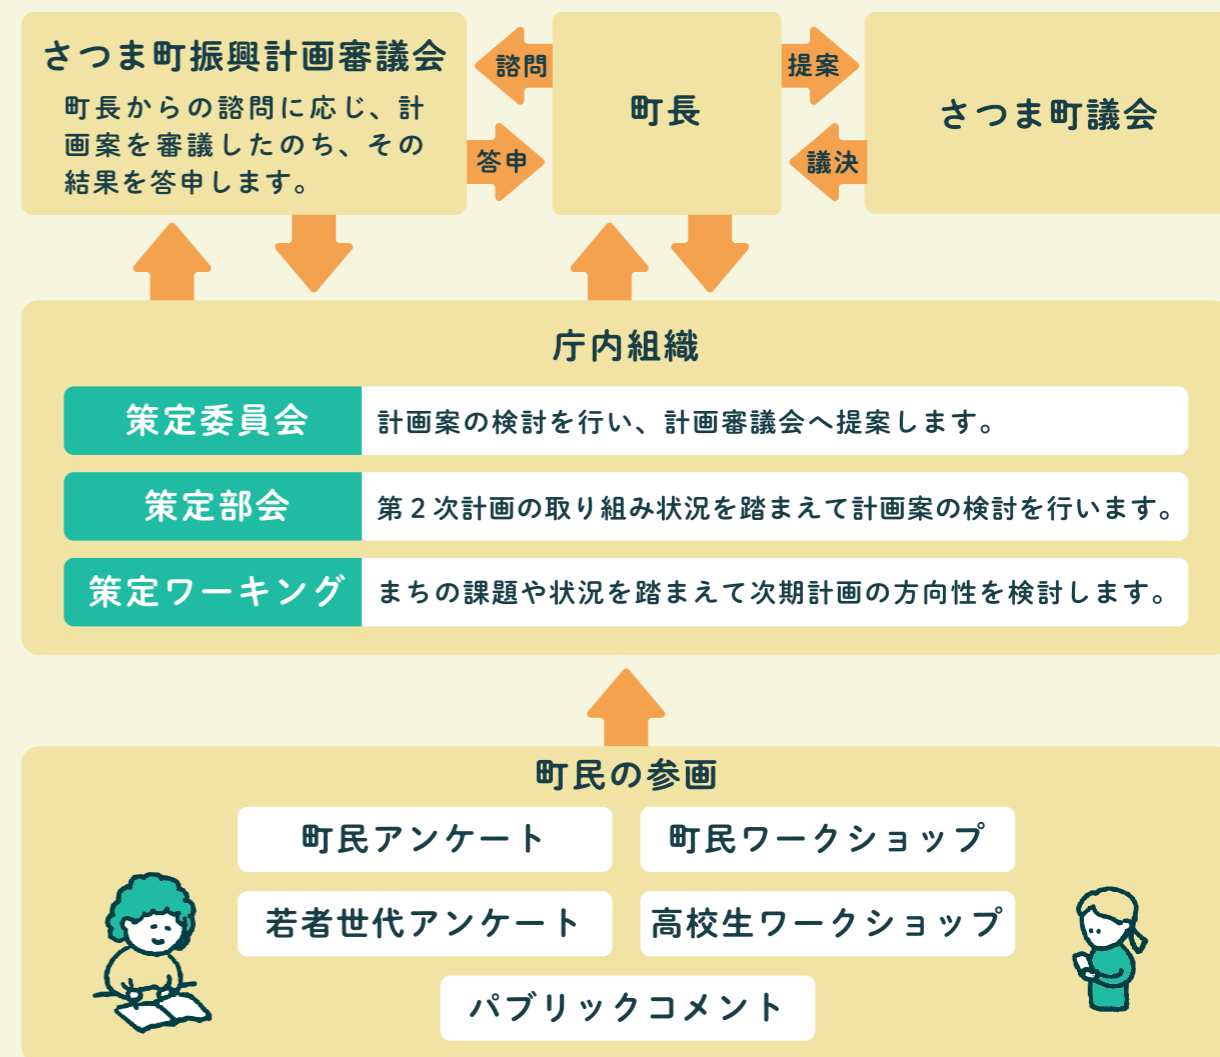 さつま町振興計画審議会
町長からの諮問に応じ、計
画案を審議したのち、その
結果を答申します。
諮問
答申
町長
提案
議決
さつま町議会
庁内組織
策定委員会
計画案の検討を行い、計画審議会へ提案します。
策定部会
第2次計画の取り組み状況を踏まえて計画案の検討を行います。
策定ワーキング
まちの課題や状況を踏まえて次期計画の方向性を検討します。
町民の参画
町民アンケート
町民ワークショップ
若者世代アンケート
高校生ワークショップ
パブリックコメント